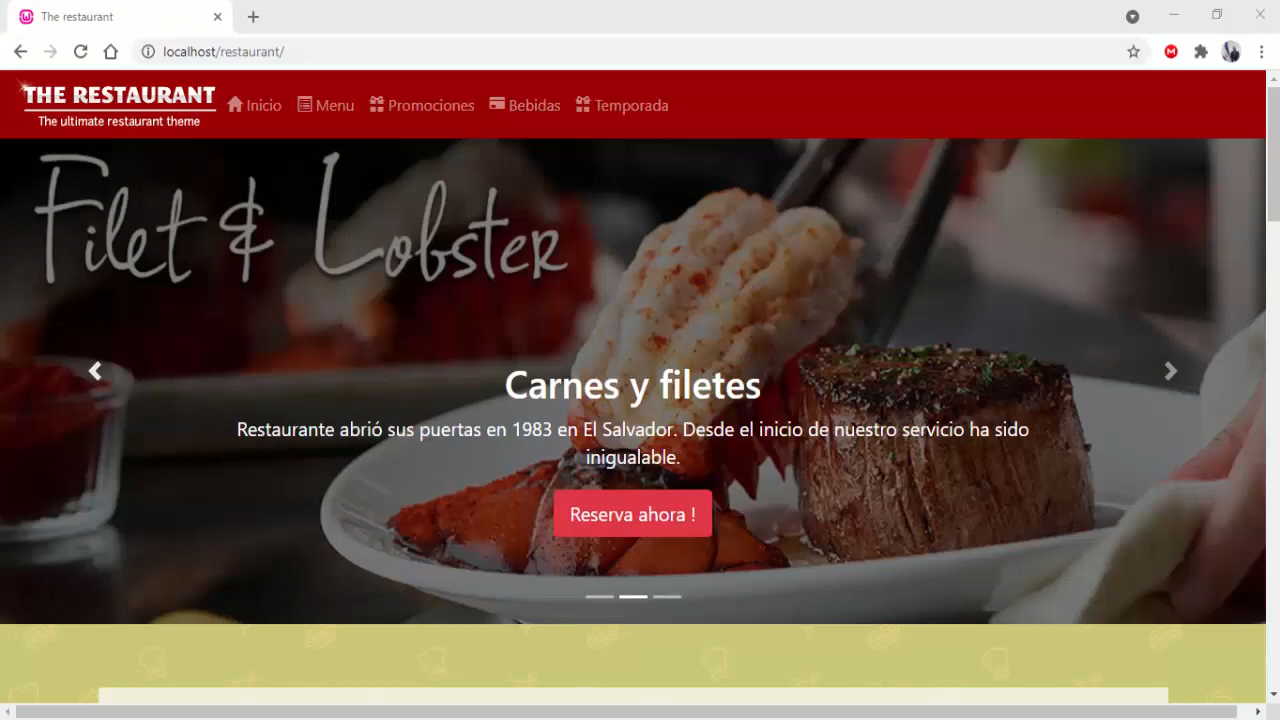 The restaurant
localhost/restaurant/
M
THE RESTAURANT
The ultimate restaurant theme
Inicio
Menu
Promociones
Bebidas
Temporada
Filet & Lobster
Carnes y filetes
Restaurante abrió sus puertas en 1983 en El Salvador. Desde el inicio de nuestro servicio ha sido
inigualable.
Reserva ahora !